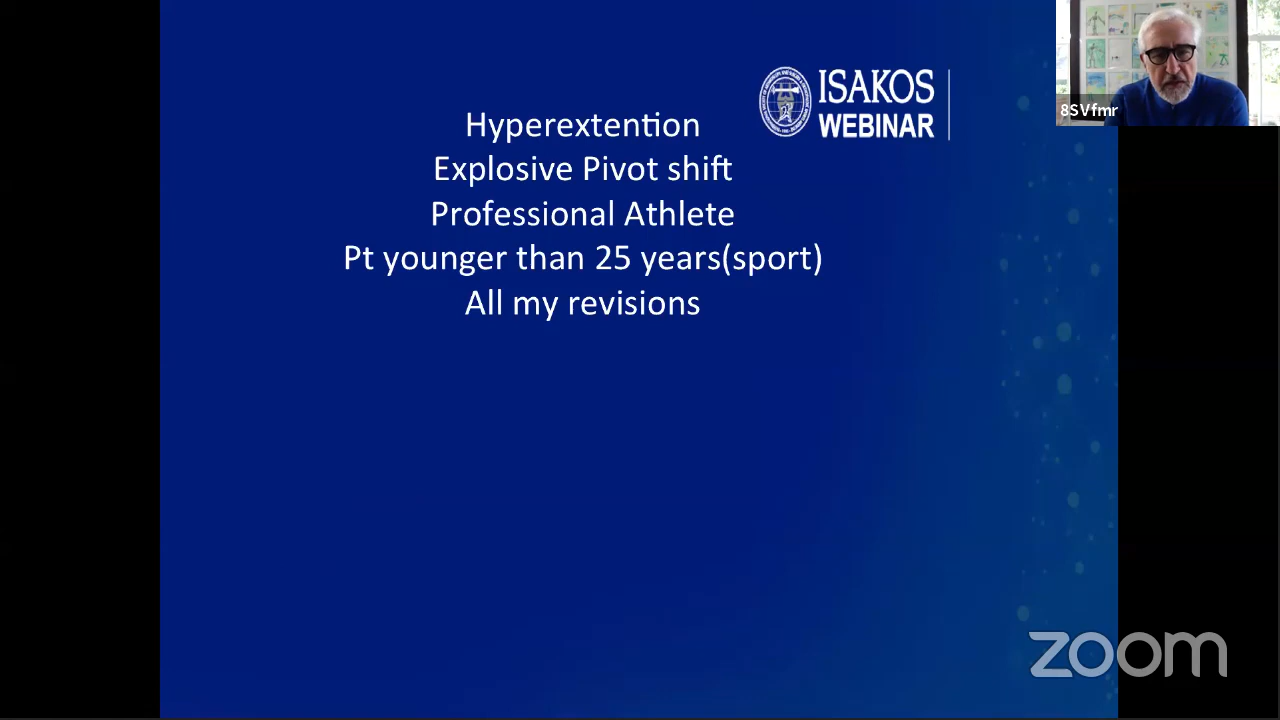 8SVfmr
ISAKOS
WEBINAR
Hyperextention
Explosive Pivot shift
Professional Athlete
Pt younger than 25 years(sport)
All my revisions
zoom